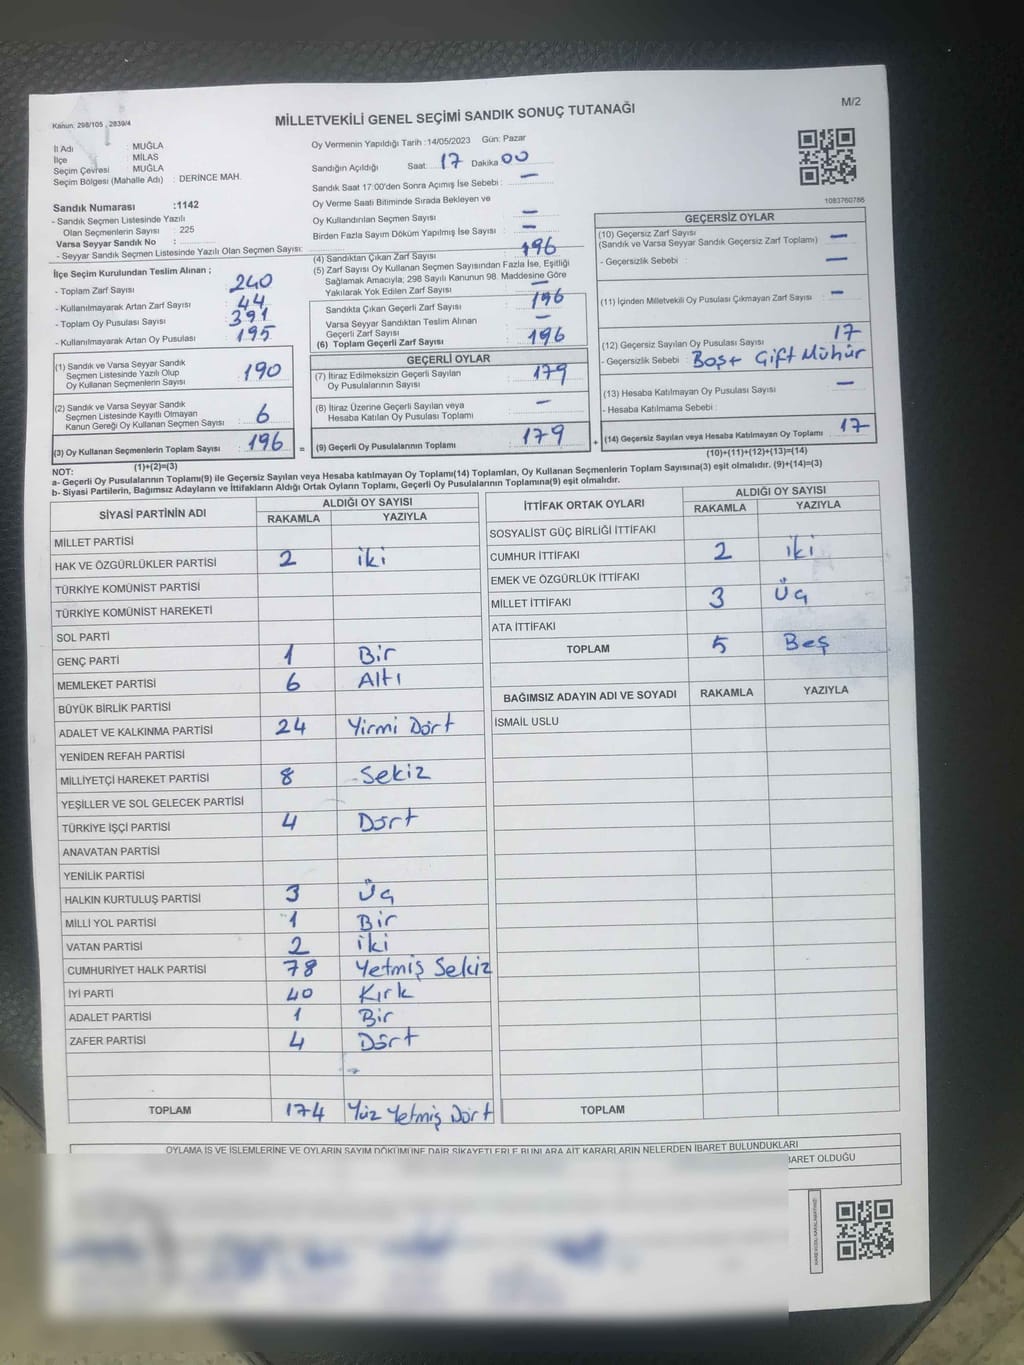 Kanun: 298/105 , 2839/4
MİLLETVEKİLİ GENEL SEÇİMİ SANDIK SONUÇ TUTANAĞI
M/2
İl Adı : MUĞLA
İlçe : MİLAS
Seçim Çevresi : MUĞLA
Seçim Bölgesi (Mahalle Adı) : DERİNCE MAH.
Sandık Numarası :1142
- Sandık Seçmen Listesinde Yazılı
Olan Seçmenlerin Sayısı : 225
Varsa Seyyar Sandık No :
- Seyyar Sandık Seçmen Listesinde Yazılı Olan Seçmen Sayısı:
Oy Vermenin Yapıldığı Tarih :14/05/2023 Gün: Pazar
Sandığın Açıldığı Saat: 17 Dakika 00
Sandık Saat 17:00'den Sonra Açımış İse Sebebi : —
Oy Verme Saati Bitiminde Sırada Bekleyen ve
Oy Kullandırılan Seçmen Sayısı —
Birden Fazla Sayım Döküm Yapılmış İse Sayısı : —
1083760786
İlçe Seçim Kurulundan Teslim Alınan ;
- Toplam Zarf Sayısı : 240
- Kullanılmayarak Artan Zarf Sayısı : 44
- Toplam Oy Pusulası Sayısı : 391
- Kullanılmayarak Artan Oy Pusulası : 195
(1) Sandık ve Varsa Seyyar Sandık
Seçmen Listesinde Yazılı Olup
Oy Kullanan Seçmenlerin Sayısı : 190
(2) Sandık ve Varsa Seyyar Sandık
Seçmen Listesinde Kayıtlı Olmayan
Kanun Gereği Oy Kullanan Seçmen Sayısı : 6
(3) Oy Kullanan Seçmenlerin Toplam Sayısı : 196
(1)+(2)=(3)
(4) Sandıktan Çıkan Zarf Sayısı : 196
(5) Zarf Sayısı Oy Kullanan Seçmen Sayısından Fazla İse, Eşitliği
Sağlamak Amacıyla; 298 Sayılı Kanunun 98. Maddesine Göre
Yakılarak Yok Edilen Zarf Sayısı : —
Sandıkta Çıkan Geçerli Zarf Sayısı : 196
Varsa Seyyar Sandıktan Teslim Alınan
Geçerli Zarf Sayısı : —
(6) Toplam Geçerli Zarf Sayısı : 196
GEÇERLİ OYLAR
(7) İtiraz Edilmeksizin Geçerli Sayılan
Oy Pusulalarının Sayısı : 179
(8) İtiraz Üzerine Geçerli Sayılan veya
Hesaba Katılan Oy Pusulası Toplamı : —
(9) Geçerli Oy Pusulalarının Toplamı : 179
=
+
GEÇERSİZ OYLAR
(10) Geçersiz Zarf Sayısı
(Sandık ve Varsa Seyyar Sandık Geçersiz Zarf Toplamı) —
- Geçersizlik Sebebi : —
(11) İçinden Milletvekili Oy Pusulası Çıkmayan Zarf Sayısı : —
(12) Geçersiz Sayılan Oy Pusulası Sayısı : 17
- Geçersizlik Sebebi : Boş+ Çift Mühür
(13) Hesaba Katılmayan Oy Pusulası Sayısı : —
- Hesaba Katılmama Sebebi :
(14) Geçersiz Sayılan veya Hesaba Katılmayan Oy Toplamı : 17
(10)+(11)+(12)+(13)=(14)
NOT:
a- Geçerli Oy Pusulalarının Toplamı(9) ile Geçersiz Sayılan veya Hesaba katılmayan Oy Toplamı(14) Toplamları, Oy Kullanan Seçmenlerin Toplam Sayısına(3) eşit olmalıdır. (9)+(14)=(3)
b- Siyasi Partilerin, Bağımsız Adayların ve İttifakların Aldığı Ortak Oyların Toplamı, Geçerli Oy Pusulalarının Toplamına(9) eşit olmalıdır.
SİYASİ PARTİNİN ADI ALDIĞI OY SAYISI
RAKAMLA YAZIYLA
MİLLET PARTİSİ
HAK VE ÖZGÜRLÜKLER PARTİSİ 2 iki
TÜRKİYE KOMÜNİST PARTİSİ
TÜRKİYE KOMÜNİST HAREKETİ
SOL PARTİ
GENÇ PARTİ 1 Bir
MEMLEKET PARTİSİ 6 Altı
BÜYÜK BİRLİK PARTİSİ
ADALET VE KALKINMA PARTİSİ 24 Yirmi Dört
YENİDEN REFAH PARTİSİ
MİLLİYETÇİ HAREKET PARTİSİ 8 Sekiz
YEŞİLLER VE SOL GELECEK PARTİSİ
TÜRKİYE İŞÇİ PARTİSİ 4 Dört
ANAVATAN PARTİSİ
YENİLİK PARTİSİ
HALKIN KURTULUŞ PARTİSİ 3 Üç
MİLLİ YOL PARTİSİ 1 Bir
VATAN PARTİSİ 2 iki
CUMHURİYET HALK PARTİSİ 78 Yetmiş Sekiz
İYİ PARTİ 40 Kırk
ADALET PARTİSİ 1 Bir
ZAFER PARTİSİ 4 Dört
TOPLAM 174 Yüz Yetmiş Dört
İTTİFAK ORTAK OYLARI ALDIĞI OY SAYISI
RAKAMLA YAZIYLA
SOSYALİST GÜÇ BİRLİĞİ İTTİFAKI
CUMHUR İTTİFAKI 2 iki
EMEK VE ÖZGÜRLÜK İTTİFAKI
MİLLET İTTİFAKI 3 Üç
ATA İTTİFAKI
TOPLAM 5 Beş
BAĞIMSIZ ADAYIN ADI VE SOYADI RAKAMLA YAZIYLA
İSMAİL USLU
TOPLAM
OYLAMA İŞ VE İŞLEMLERİNE VE OYLARIN SAYIM DÖKÜMÜNE DAİR ŞİKAYETLERLE BUNLARA AİT KARARLARIN NELERDEN İBARET BULUNDUKLARI
İBARET OLDUĞU